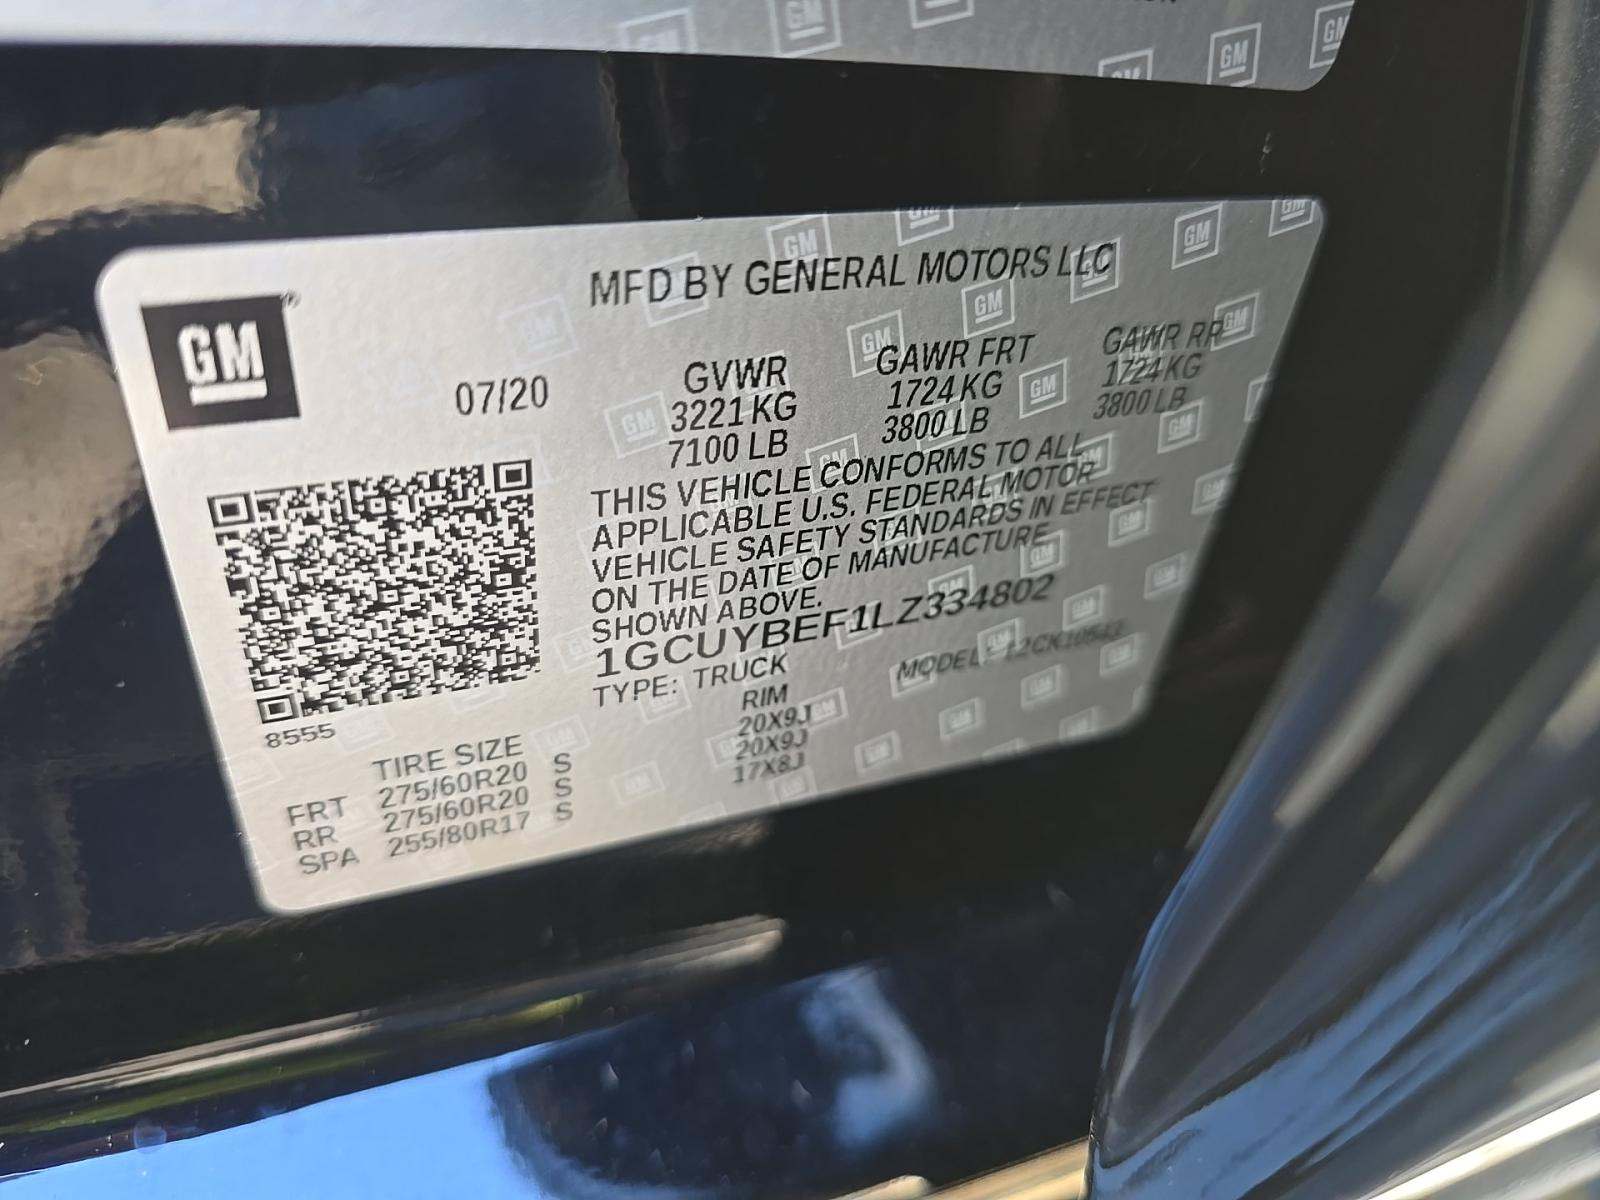 GM
MFD BY GENERAL MOTORS LLC
07/20
GVWR GAWR FRT GAWR RR
3221 KG 1724 KG 1724 KG
7100 LB 3800 LB 3800 LB
THIS VEHICLE CONFORMS TO ALL
APPLICABLE U.S. FEDERAL MOTOR
VEHICLE SAFETY STANDARDS IN EFFECT
ON THE DATE OF MANUFACTURE
SHOWN ABOVE.
1GCUYBEF1LZ334802
TYPE: TRUCK MODEL:
8555
TIRE SIZE RIM
FRT 275/60R20 S 20X9J
RR 275/60R20 S 20X9J
SPA 255/80R17 S 17X8J